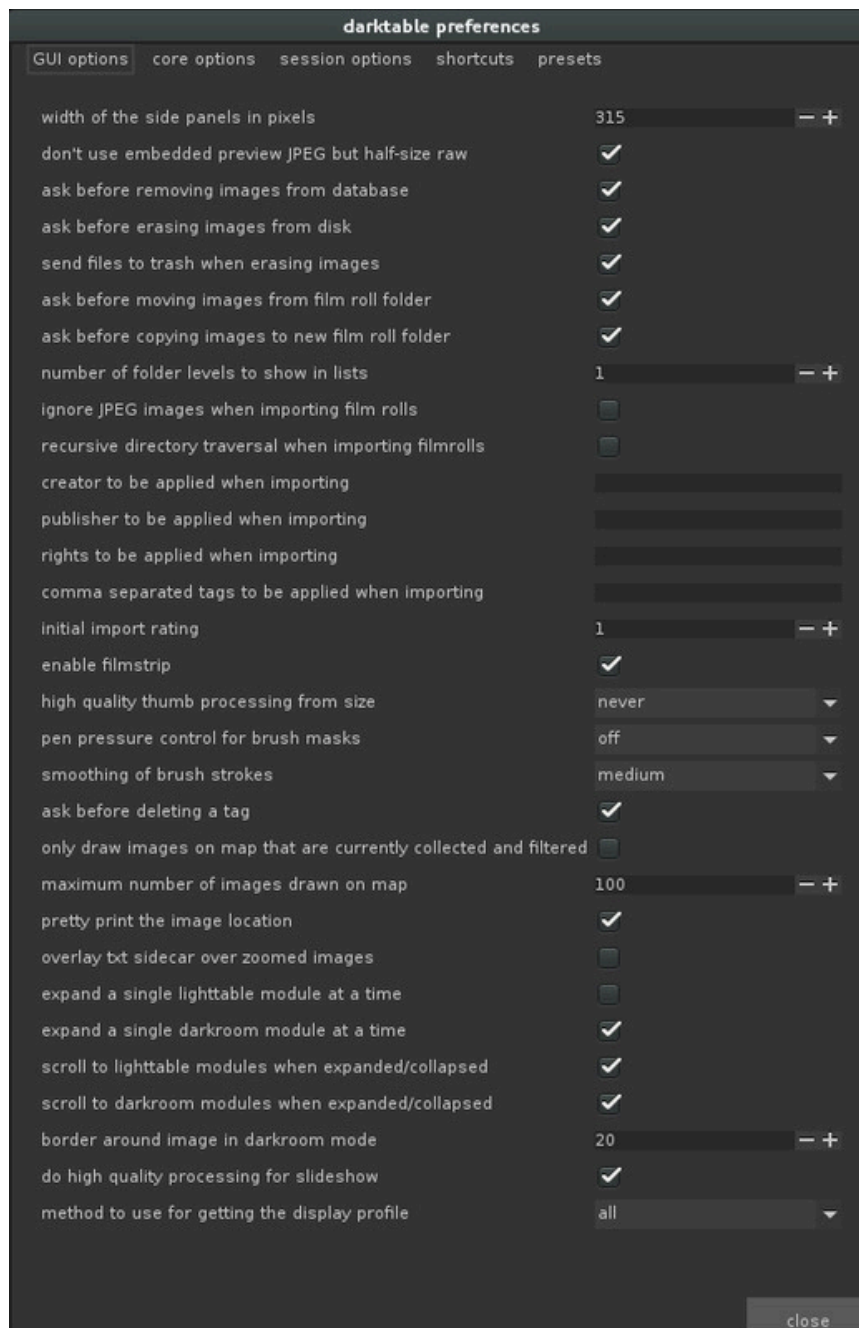 darktable preferences
GUI options core options session options shortcuts presets
width of the side panels in pixels 315
don't use embedded preview JPEG but half-size raw
ask before removing images from database
ask before erasing images from disk
send files to trash when erasing images
ask before moving images from film roll folder
ask before copying images to new film roll folder
number of folder levels to show in lists 1
ignore JPEG images when importing film rolls
recursive directory traversal when importing filmrolls
creator to be applied when importing
publisher to be applied when importing
rights to be applied when importing
comma separated tags to be applied when importing
initial import rating 1
enable filmstrip
high quality thumb processing from size never
pen pressure control for brush masks off
smoothing of brush strokes medium
ask before deleting a tag
only draw images on map that are currently collected and filtered
maximum number of images drawn on map 100
pretty print the image location
overlay txt sidecar over zoomed images
expand a single lighttable module at a time
expand a single darkroom module at a time
scroll to lighttable modules when expanded/collapsed
scroll to darkroom modules when expanded/collapsed
border around image in darkroom mode 20
do high quality processing for slideshow
method to use for getting the display profile all
close